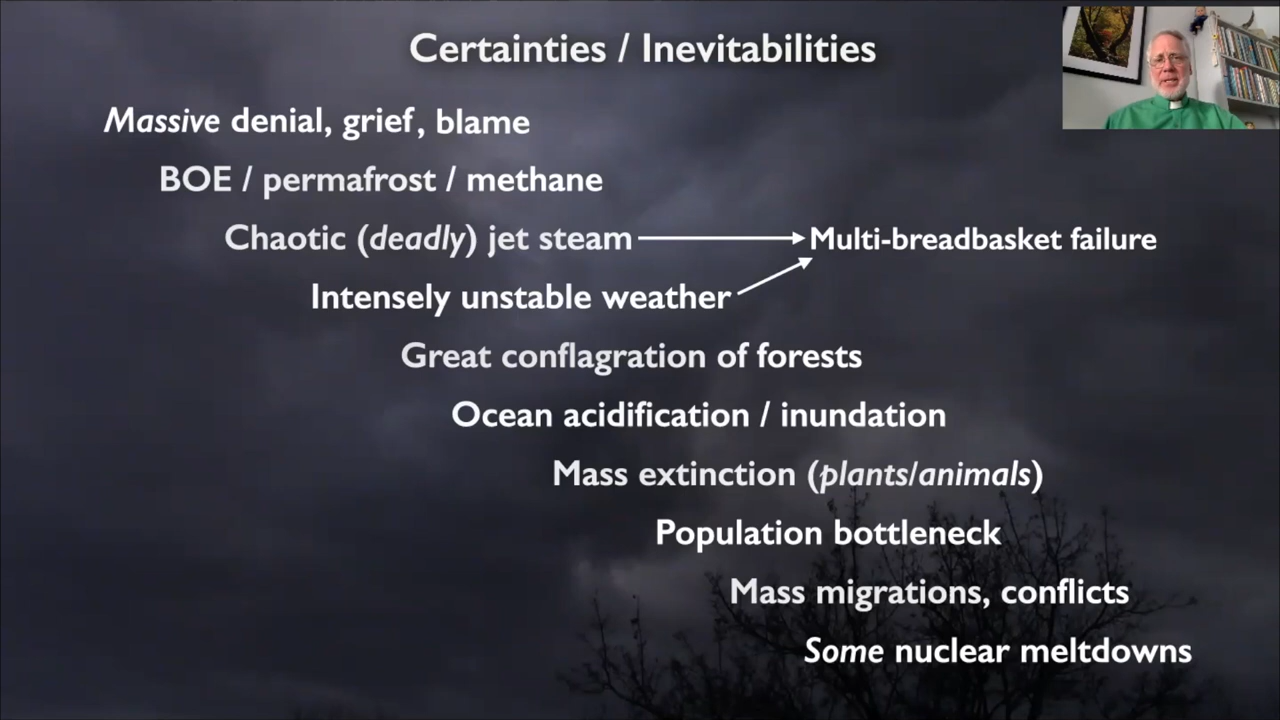 Certainties / Inevitabilities
Massive denial, grief, blame
BOE / permafrost / methane
Chaotic (deadly) jet steam
Multi-breadbasket failure
Intensely unstable weather
Great conflagration of forests
Ocean acidification / inundation
Mass extinction (plants/animals)
Population bottleneck
Mass migrations, conflicts
Some nuclear meltdowns